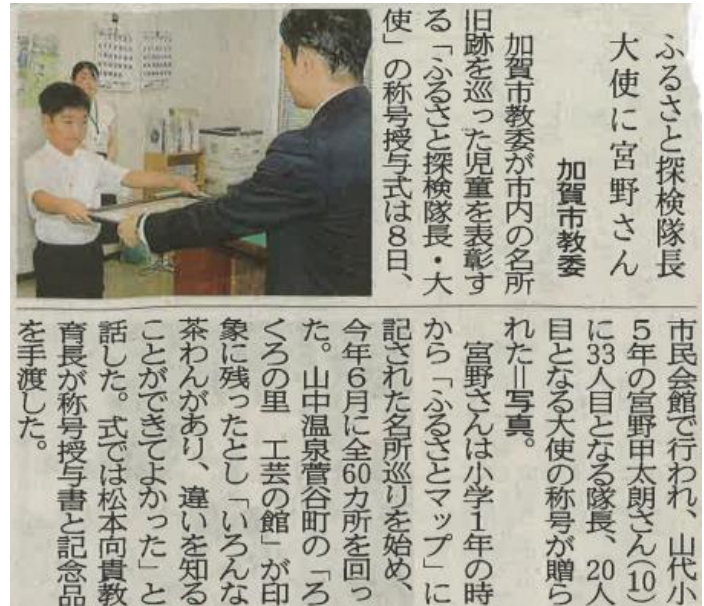 ふるさと探検隊長
大使に宮野さん
加賀市教委
加賀市教委が市内の名所
旧跡を巡った児童を表彰す
る「ふるさと探検隊長・大
使」の称号授与式は８日、
市民会館で行われ、山代小
５年の宮野甲太朗さん(10)
に33人目となる隊長、20人
目となる大使の称号が贈ら
れた＝写真。
宮野さんは小学１年の時
から「ふるさとマップ」に
記された名所巡りを始め、
今年６月に全60カ所を回っ
た。山中温泉菅谷町の「ろ
くろの里　工芸の館」が印
象に残ったとし「いろんな
茶わんがあり、違いを知る
ことができてよかった」と
話した。式では松本向貴教
育長が称号授与書と記念品
を手渡した。